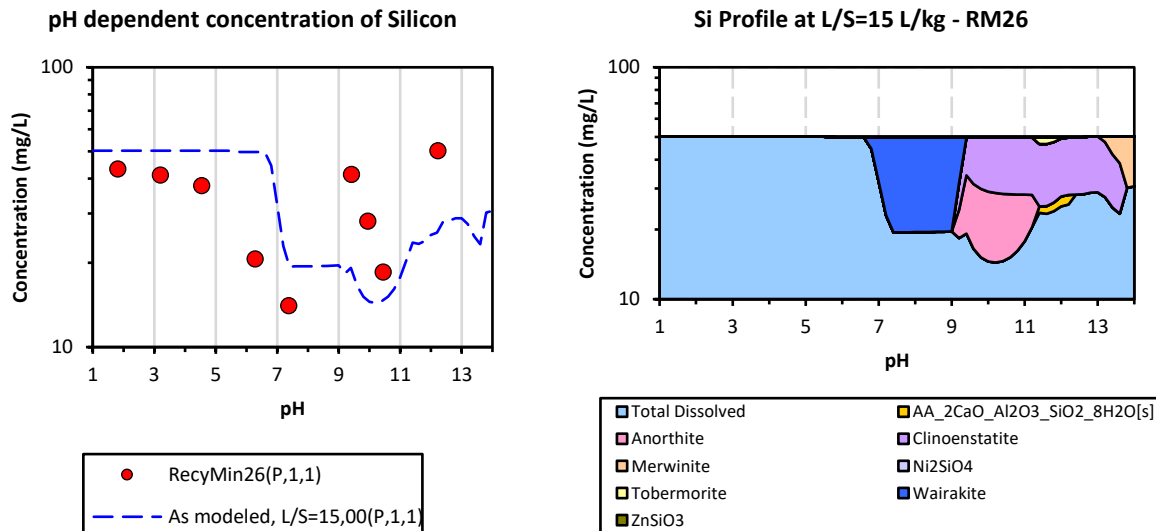 pH dependent concentration of Silicon
Concentration (mg/L)
100
10
1 3 5 7 9 11 13
pH
RecyMin26(P,1,1)
As modeled, L/S=15,00(P,1,1)
Si Profile at L/S=15 L/kg - RM26
Concentration (mg/L)
100
10
1 3 5 7 9 11 13
pH
Total Dissolved AA_2CaO_Al2O3_SiO2_8H2O[s]
Anorthite Clinoenstatite
Merwinite Ni2SiO4
Tobermorite Wairakite
ZnSiO3